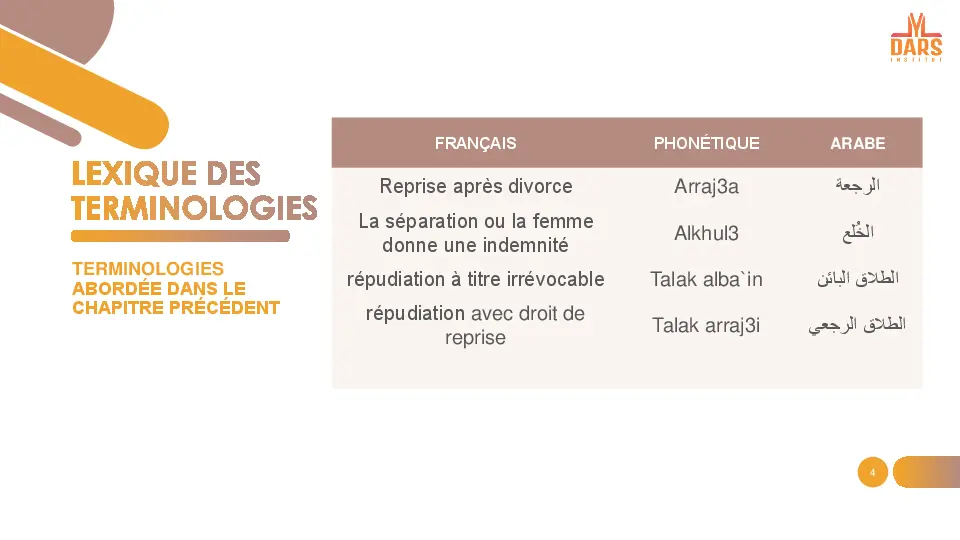 DARS
INSTITUT
LEXIQUE DES
TERMINOLOGIES
TERMINOLOGIES
ABORDÉE DANS LE
CHAPITRE PRÉCÉDENT
FRANÇAIS PHONÉTIQUE ARABE
Reprise après divorce Arraj3a الرجعة
La séparation ou la femme
donne une indemnité Alkhul3 الخُلع
répudiation à titre irrévocable Talak alba`in الطلاق البائن
répudiation avec droit de
reprise Talak arraj3i الطلاق الرجعي
4